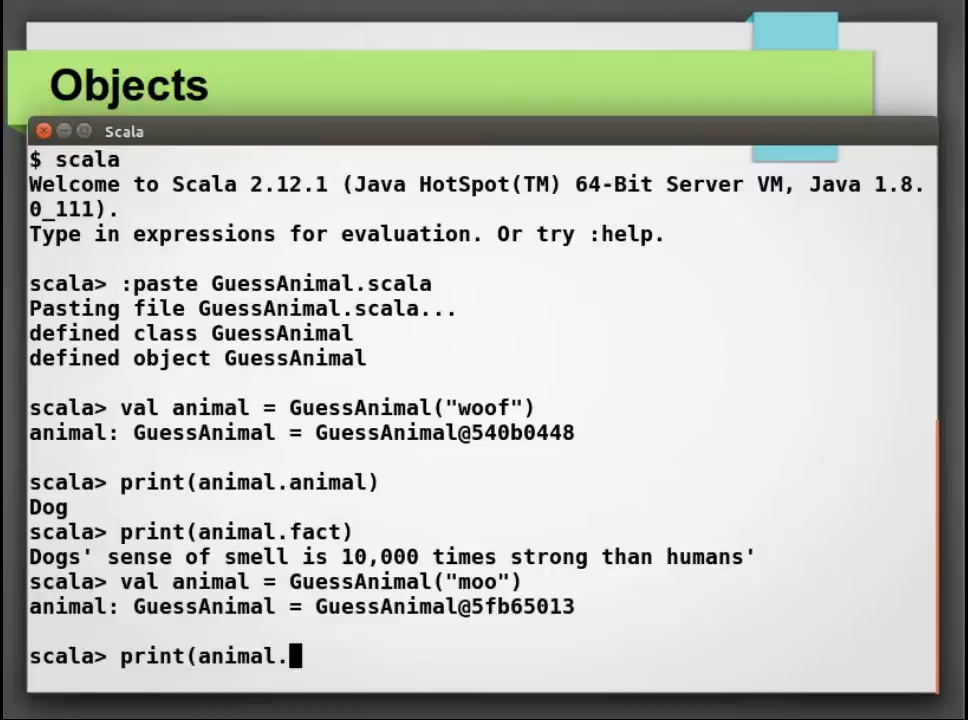 Objects
Scala
$ scala
Welcome to Scala 2.12.1 (Java HotSpot(TM) 64-Bit Server VM, Java 1.8.
0_111).
Type in expressions for evaluation. Or try :help.
scala> :paste GuessAnimal.scala
Pasting file GuessAnimal.scala...
defined class GuessAnimal
defined object GuessAnimal
scala> val animal = GuessAnimal("woof")
animal: GuessAnimal = GuessAnimal@540b0448
scala> print(animal.animal)
Dog
scala> print(animal.fact)
Dogs' sense of smell is 10,000 times strong than humans'
scala> val animal = GuessAnimal("moo")
animal: GuessAnimal = GuessAnimal@5fb65013
scala> print(animal.